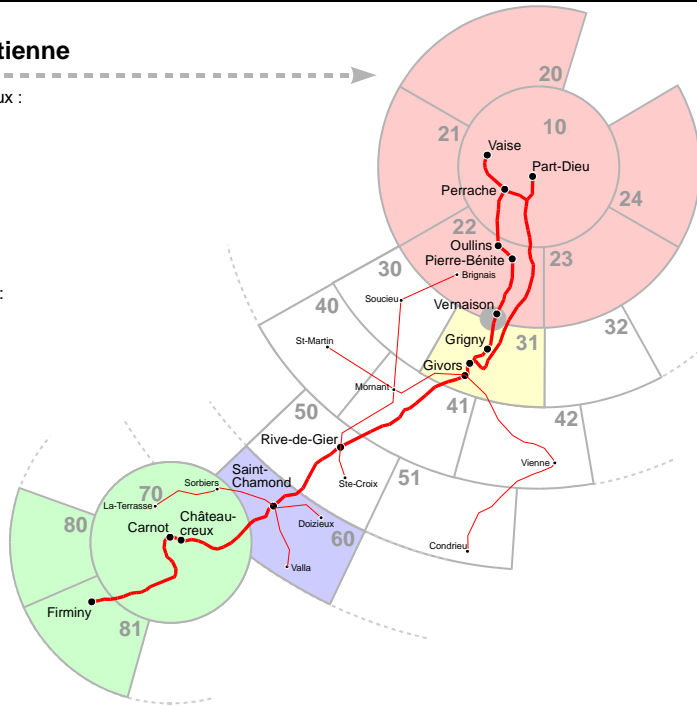 tienne
ux :
:
20
10
21
Vaise
Part-Dieu
Perrache
24
22
Oullins
23
Pierre-Bénite
30
Brignais
Soucieu
40
Vernaison
32
St-Martin
Grigny
31
Givors
Mornant
50
41
42
Rive-de-Gier
Saint-
Chamond
51
Vienne
Ste-Croix
Sorbiers
70
La-Terrasse
Château-
creux
Carnot
80
Doizieux
60
Condrieu
Valla
Firminy
81